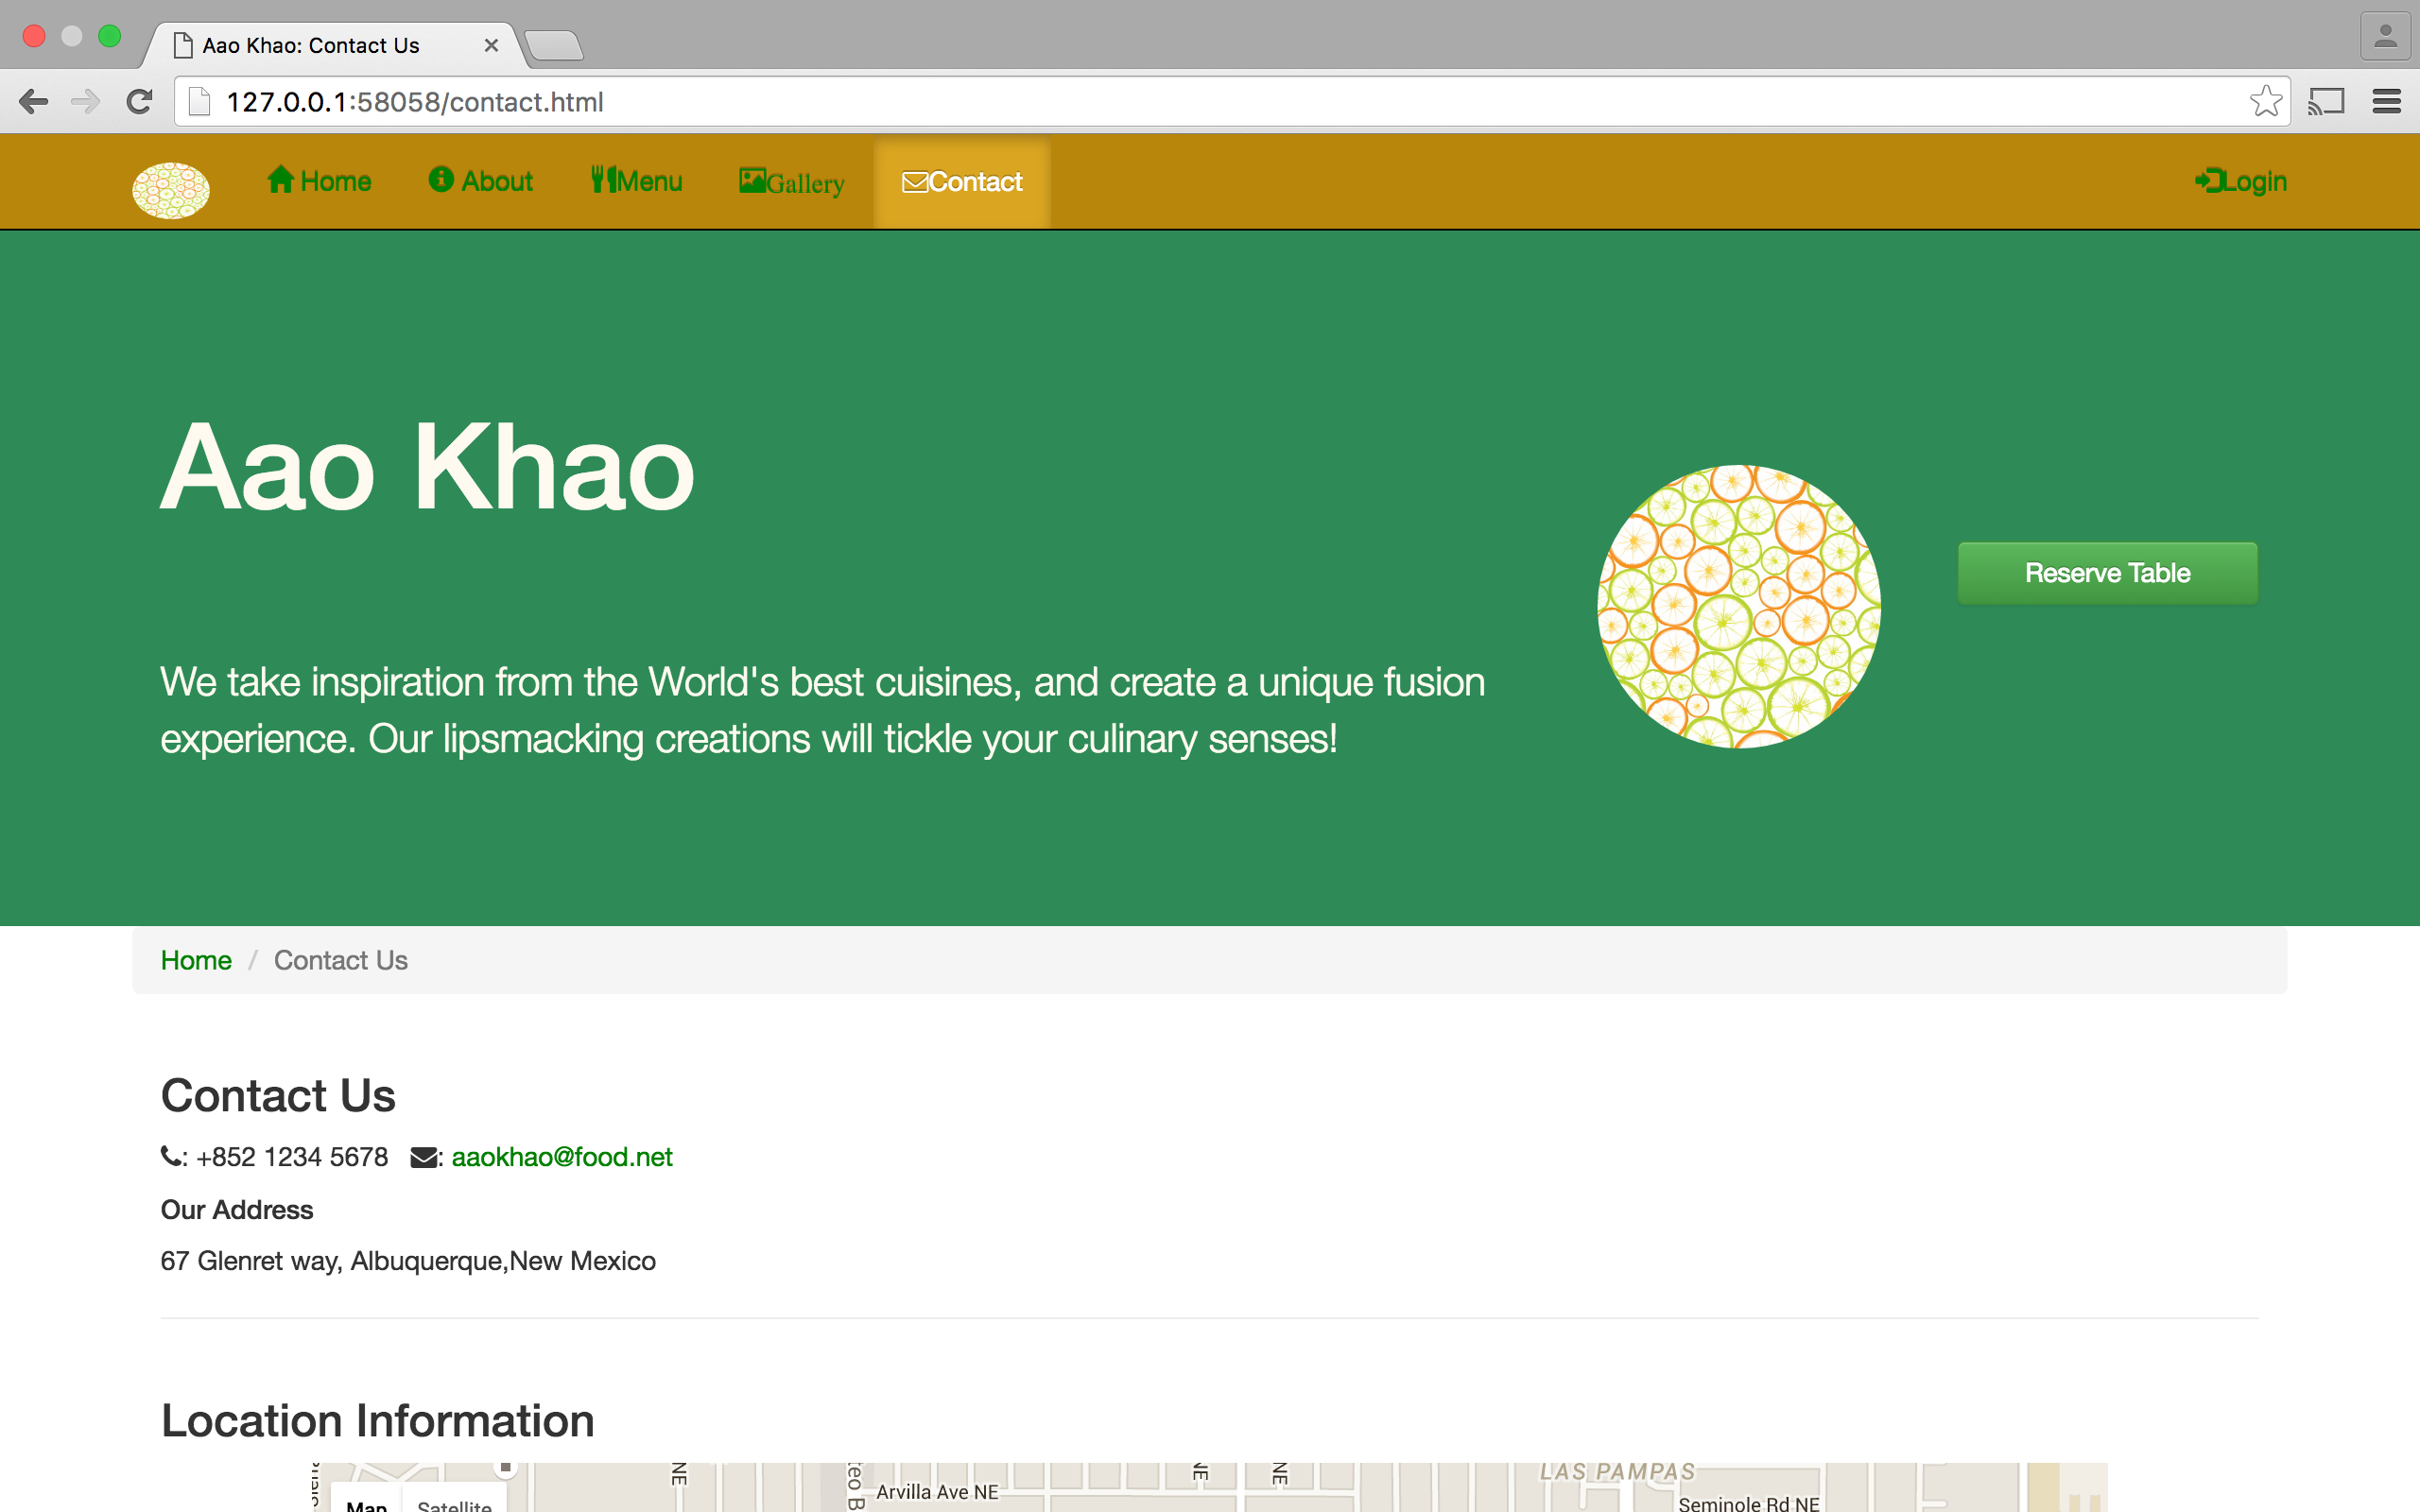 Aao Khao: Contact Us
127.0.0.1:58058/contact.html
Home About Menu Gallery Contact Login
Aao Khao
Reserve Table
We take inspiration from the World's best cuisines, and create a unique fusion
experience. Our lipsmacking creations will tickle your culinary senses!
Home / Contact Us
Contact Us
: +852 1234 5678 : aaokhao@food.net
Our Address
67 Glenret way, Albuquerque,New Mexico
Location Information
NE
NE
NE
LAS PAMPAS
Arvilla Ave NE
Map Satellite
Seminole Rd NE